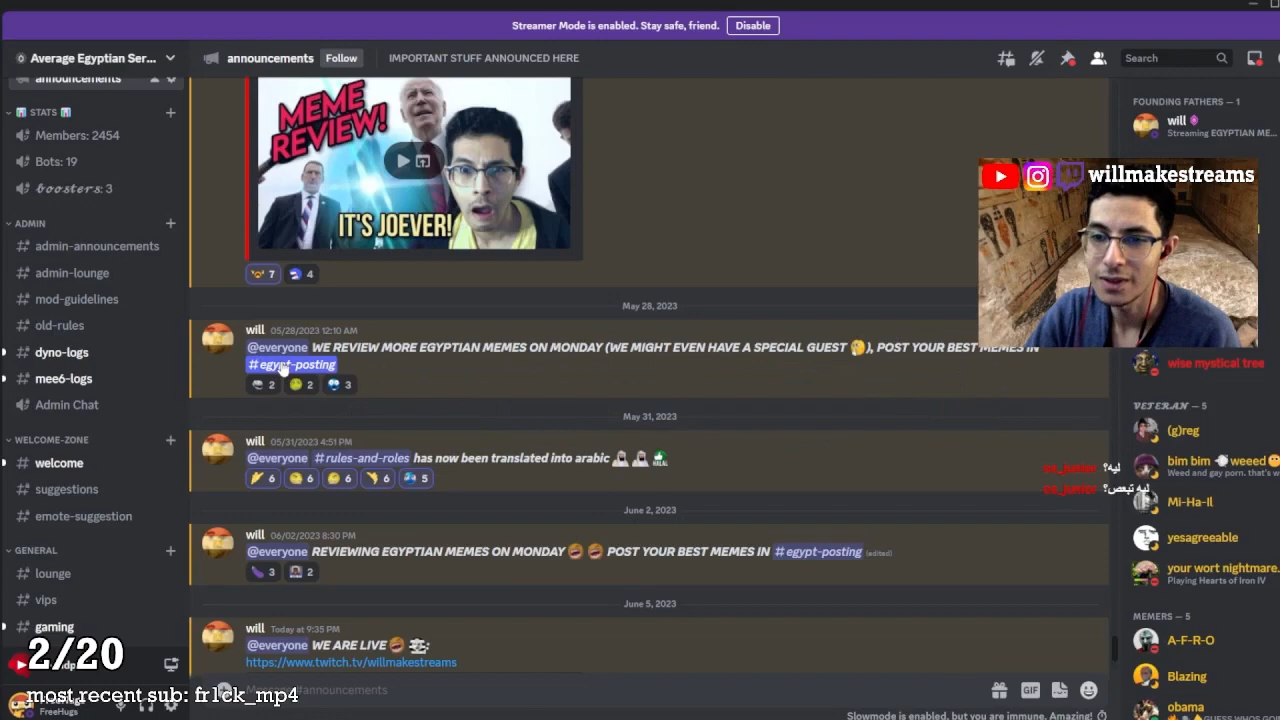 Streamer Mode is enabled. Stay safe, friend. Disable
Average Egyptian Ser...
announcements Follow IMPORTANT STUFF ANNOUNCED HERE
Search
announcements
STATS
Members: 2454
Bots: 19
𝓫𝓸𝓸𝓼𝓽𝓮𝓻𝓼: 3
ADMIN
# admin-announcements
# admin-lounge
# mod-guidelines
# old-rules
# dyno-logs
# mee6-logs
Admin Chat
WELCOME-ZONE
# welcome
# suggestions
# emote-suggestion
GENERAL
# lounge
# vips
# gaming
2/20
most recent sub: fr1ck_mp4
FreeHugs
MEME
REVIEW!
IT'S JOEVER!
7 4
May 28, 2023
will 05/28/2023 12:10 AM
@everyone WE REVIEW MORE EGYPTIAN MEMES ON MONDAY (WE MIGHT EVEN HAVE A SPECIAL GUEST ), POST YOUR BEST MEMES IN
# egypt-posting
2 2 3
May 31, 2023
will 05/31/2023 4:51 PM
@everyone # rules-and-roles has now been translated into arabic
6 6 6 6 5
June 2, 2023
will 06/02/2023 8:30 PM
@everyone REVIEWING EGYPTIAN MEMES ON MONDAY POST YOUR BEST MEMES IN # egypt-posting (edited)
3 2
June 5, 2023
will Today at 9:35 PM
@everyone WE ARE LIVE :
https://www.twitch.tv/willmakestreams
#announcements
GIF
Slowmode is enabled, but you are immune. Amazing!
FOUNDING FATHERS — 1
will
Streaming EGYPTIAN ME...
willmakestreams
wise mystical tree
𝓥𝓔𝓣𝓔𝓡𝓐𝓝 — 5
(g)reg
bim bim weeed
Weed and gay porn. that's w
ليه؟
ليه تبعص؟
Mi-Ha-Il
yesagreeable
your wort nightmare.
Playing Hearts of Iron IV
MEMERS — 5
A-F-R-O
Blazing
obama